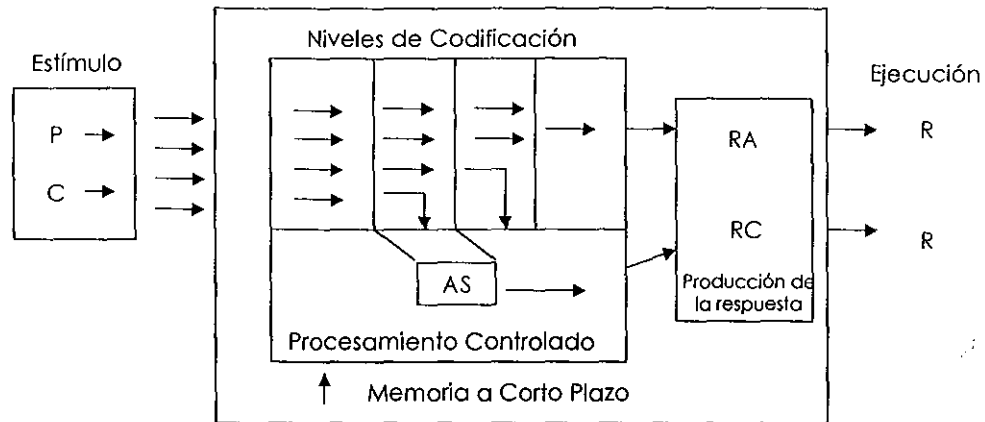 Niveles de Codificación
Estímulo
Ejecución
P
C
RA
R
RC
R
Producción de
la respuesta
AS
Procesamiento Controlado
Memoria a Corto Plazo